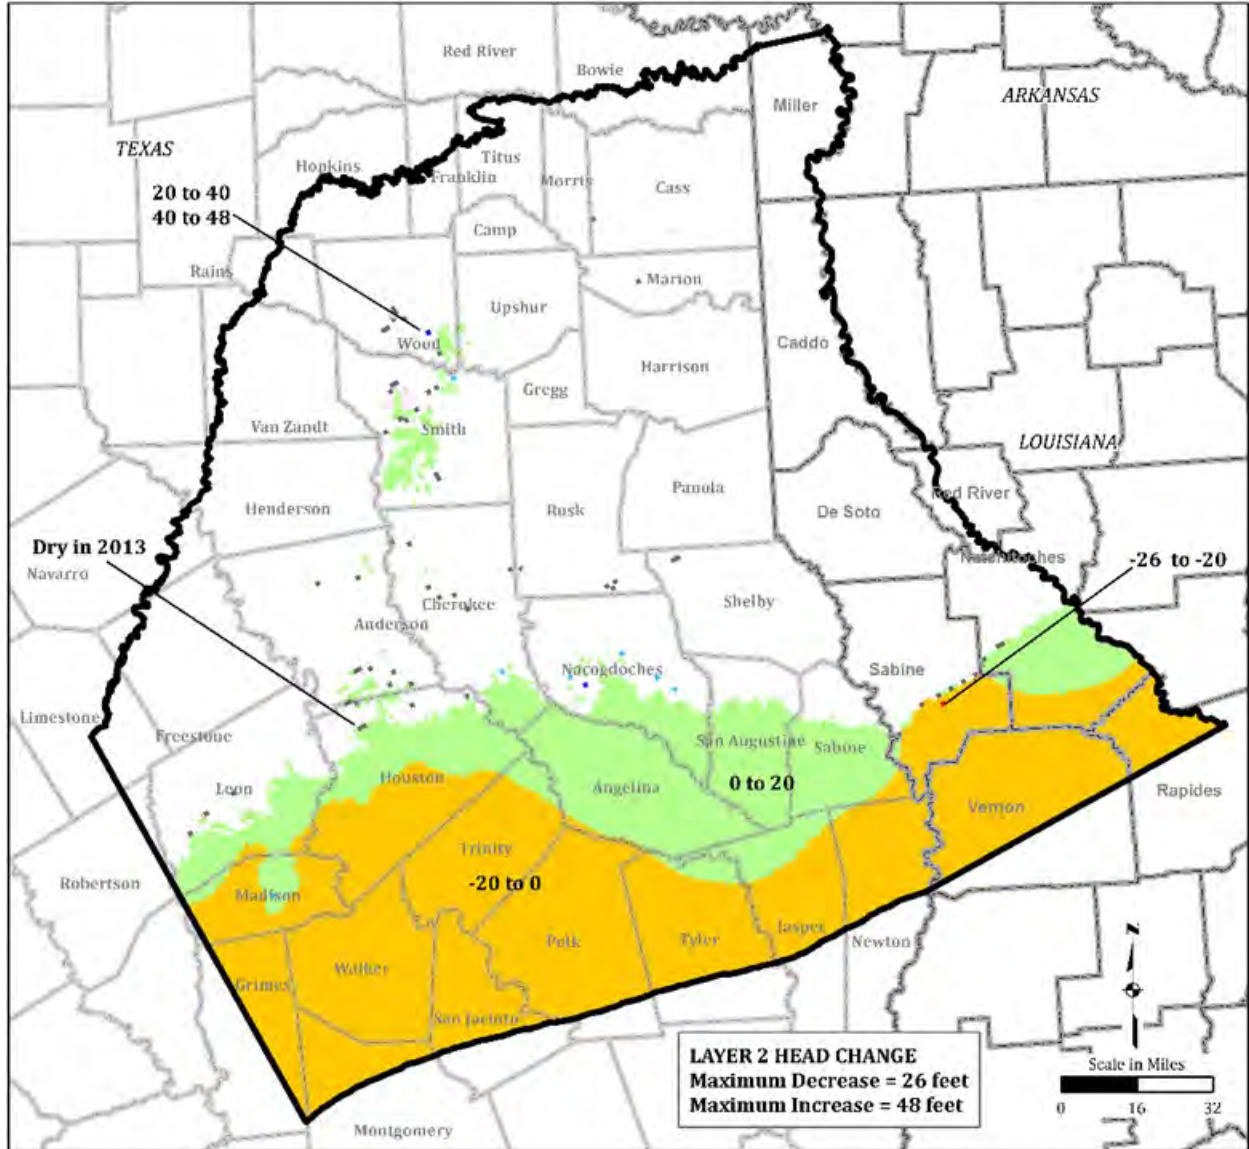 Red River
Bowie
Miller
ARKANSAS
TEXAS
Hopkins
Franklin
Titus
Morris
Cass
20 to 40
40 to 48
Camp
Rains
Marion
Upshur
Wood
Caddo
Harrison
Gregg
Van Zandt
Smith
LOUISIANA
Henderson
Rusk
Panola
De Soto
Red River
Dry in 2013
Navarro
Natchitoches
-26 to -20
Cherokee
Anderson
Shelby
Nacogdoches
Sabine
Limestone
Freestone
San Augustine
Sabine
Leon
Houston
Angelina
0 to 20
Vernon
Rapides
Trinity
-20 to 0
Robertson
Madison
Polk
Tyler
Jasper
Newton
Walker
Grimes
San Jacinto
N
LAYER 2 HEAD CHANGE
Maximum Decrease = 26 feet
Maximum Increase = 48 feet
Scale in Miles
0 16 32
Montgomery